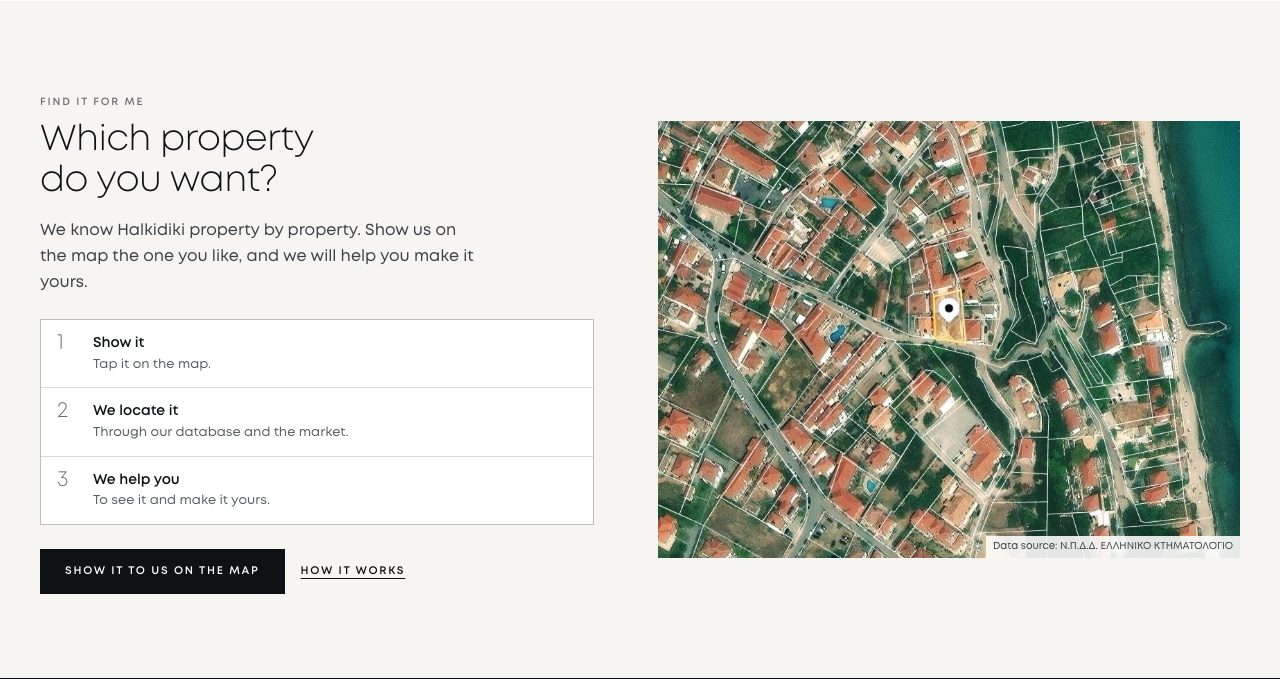 FIND IT FOR ME
Which property
do you want?
We know Halkidiki property by property. Show us on
the map the one you like, and we will help you make it
yours.
1
Show it
Tap it on the map.
2
We locate it
Through our database and the market.
3
We help you
To see it and make it yours.
SHOW IT TO US ON THE MAP
HOW IT WORKS
Data source: Ν.Π.Δ.Δ. ΕΛΛΗΝΙΚΟ ΚΤΗΜΑΤΟΛΟΓΙΟ